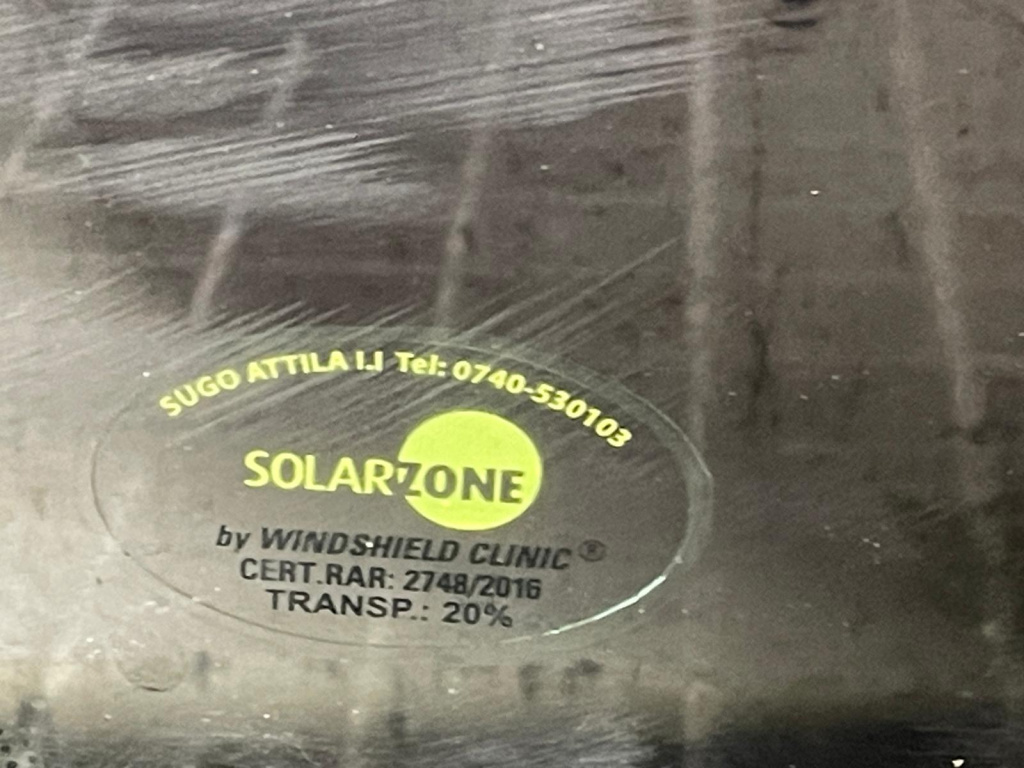 SUGO ATTILA I.I Tel: 0740-530103
SOLARZONE
by WINDSHIELD CLINIC ®
CERT.RAR: 2748/2016
TRANSP.: 20%